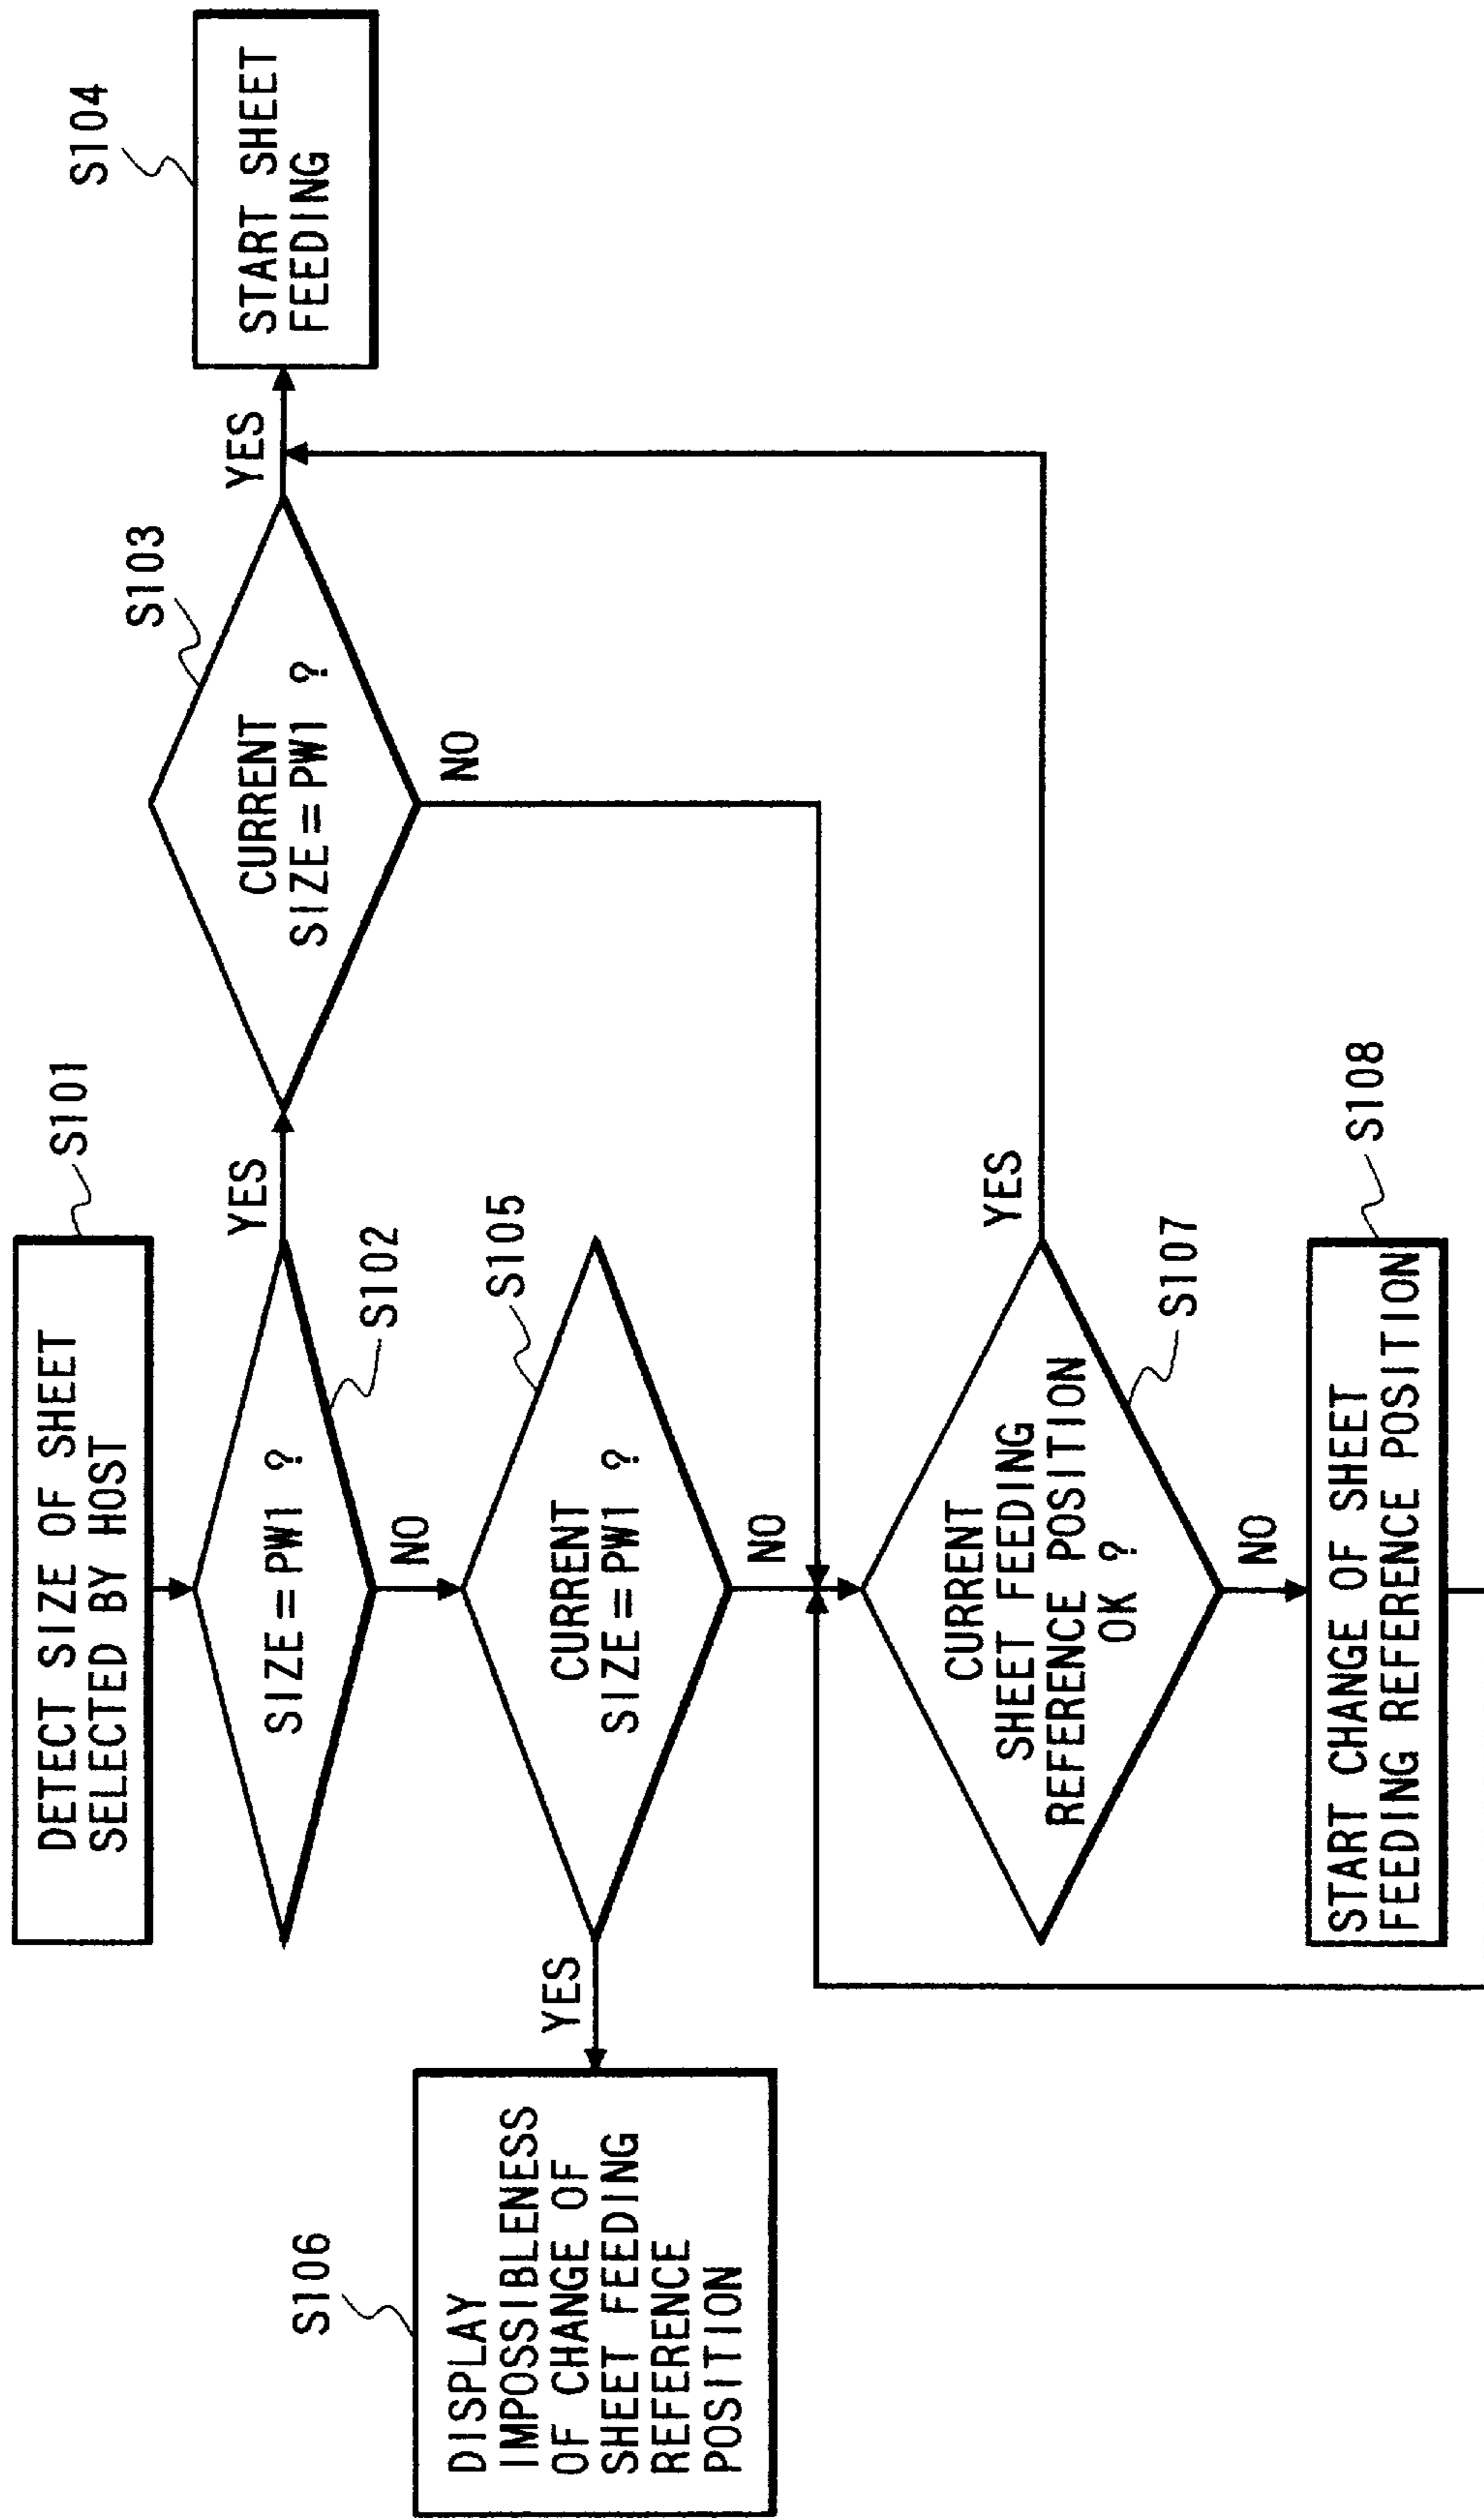 S101
DETECT SIZE OF SHEET
SELECTED BY HOST
SIZE=PW1 ?
S102
YES
NO
CURRENT
SIZE=PW1 ?
S103
YES
NO
START SHEET
FEEDING
S104
CURRENT
SIZE=PW1 ?
S105
YES
NO
S106
DISPLAY
IMPOSSIBLENESS
OF CHANGE OF
SHEET FEEDING
REFERENCE
POSITION
CURRENT
SHEET FEEDING
REFERENCE POSITION
OK ?
S107
YES
NO
S108
START CHANGE OF SHEET
FEEDING REFERENCE POSITION